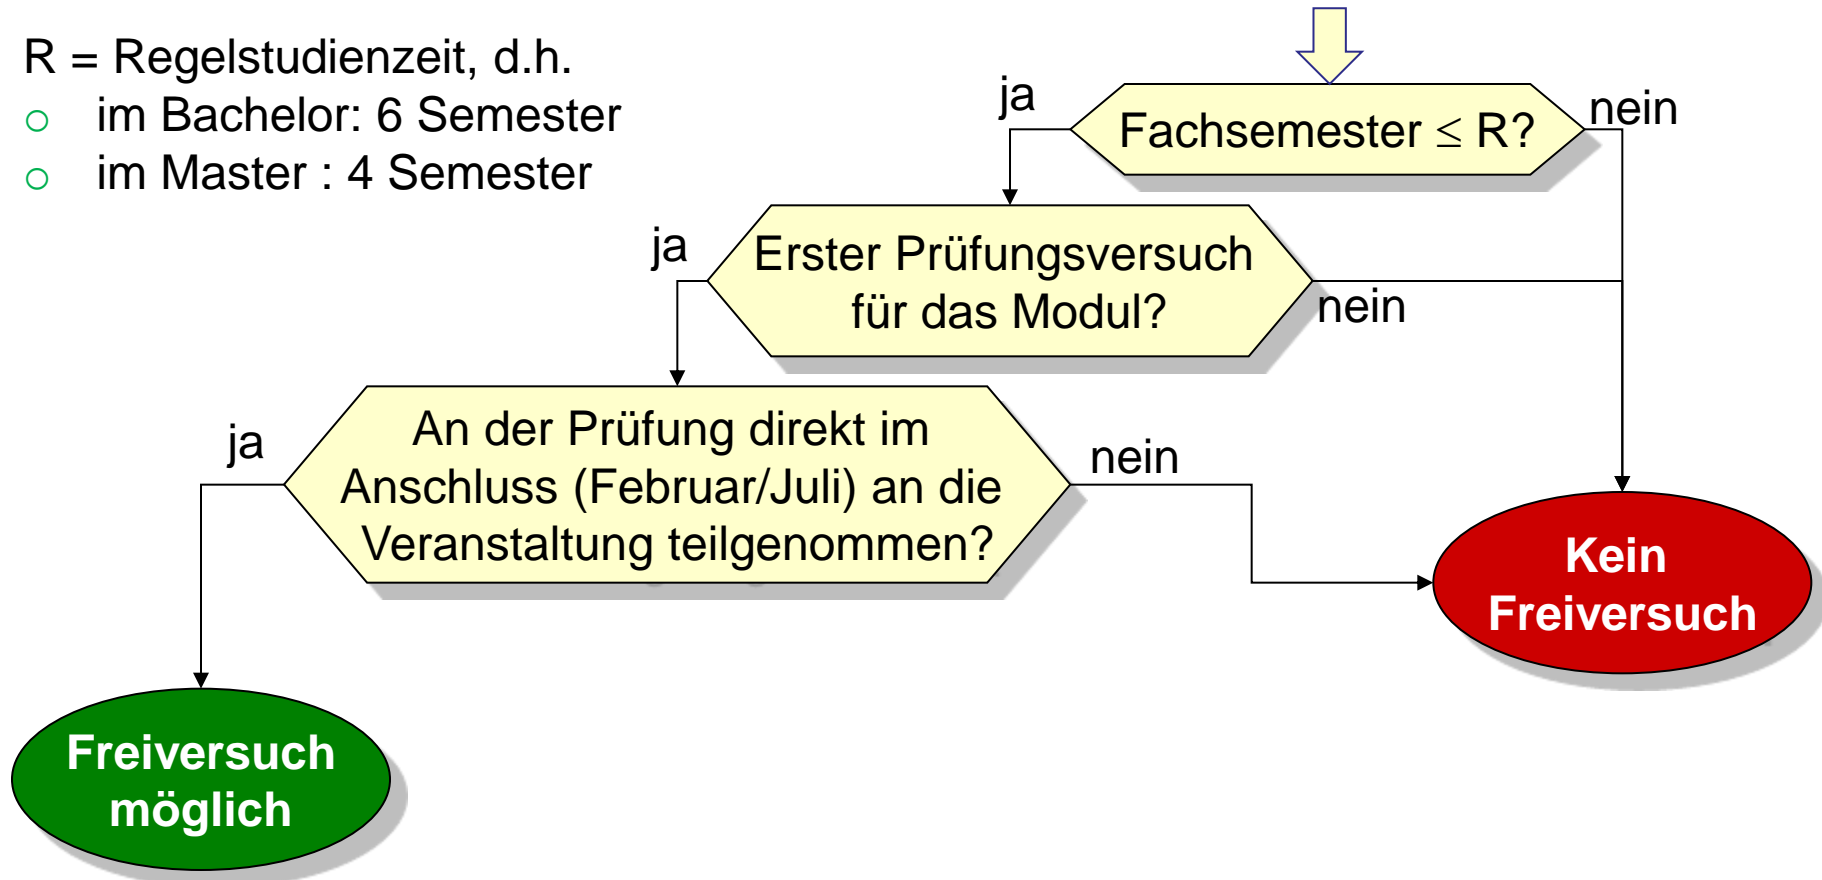 R = Regelstudienzeit, d.h.
im Bachelor: 6 Semester
im Master : 4 Semester
ja
Fachsemester ≤ R?
nein
ja
Erster Prüfungsversuch
für das Modul?
nein
ja
An der Prüfung direkt im
Anschluss (Februar/Juli) an die
Veranstaltung teilgenommen?
nein
Kein
Freiversuch
Freiversuch
möglich